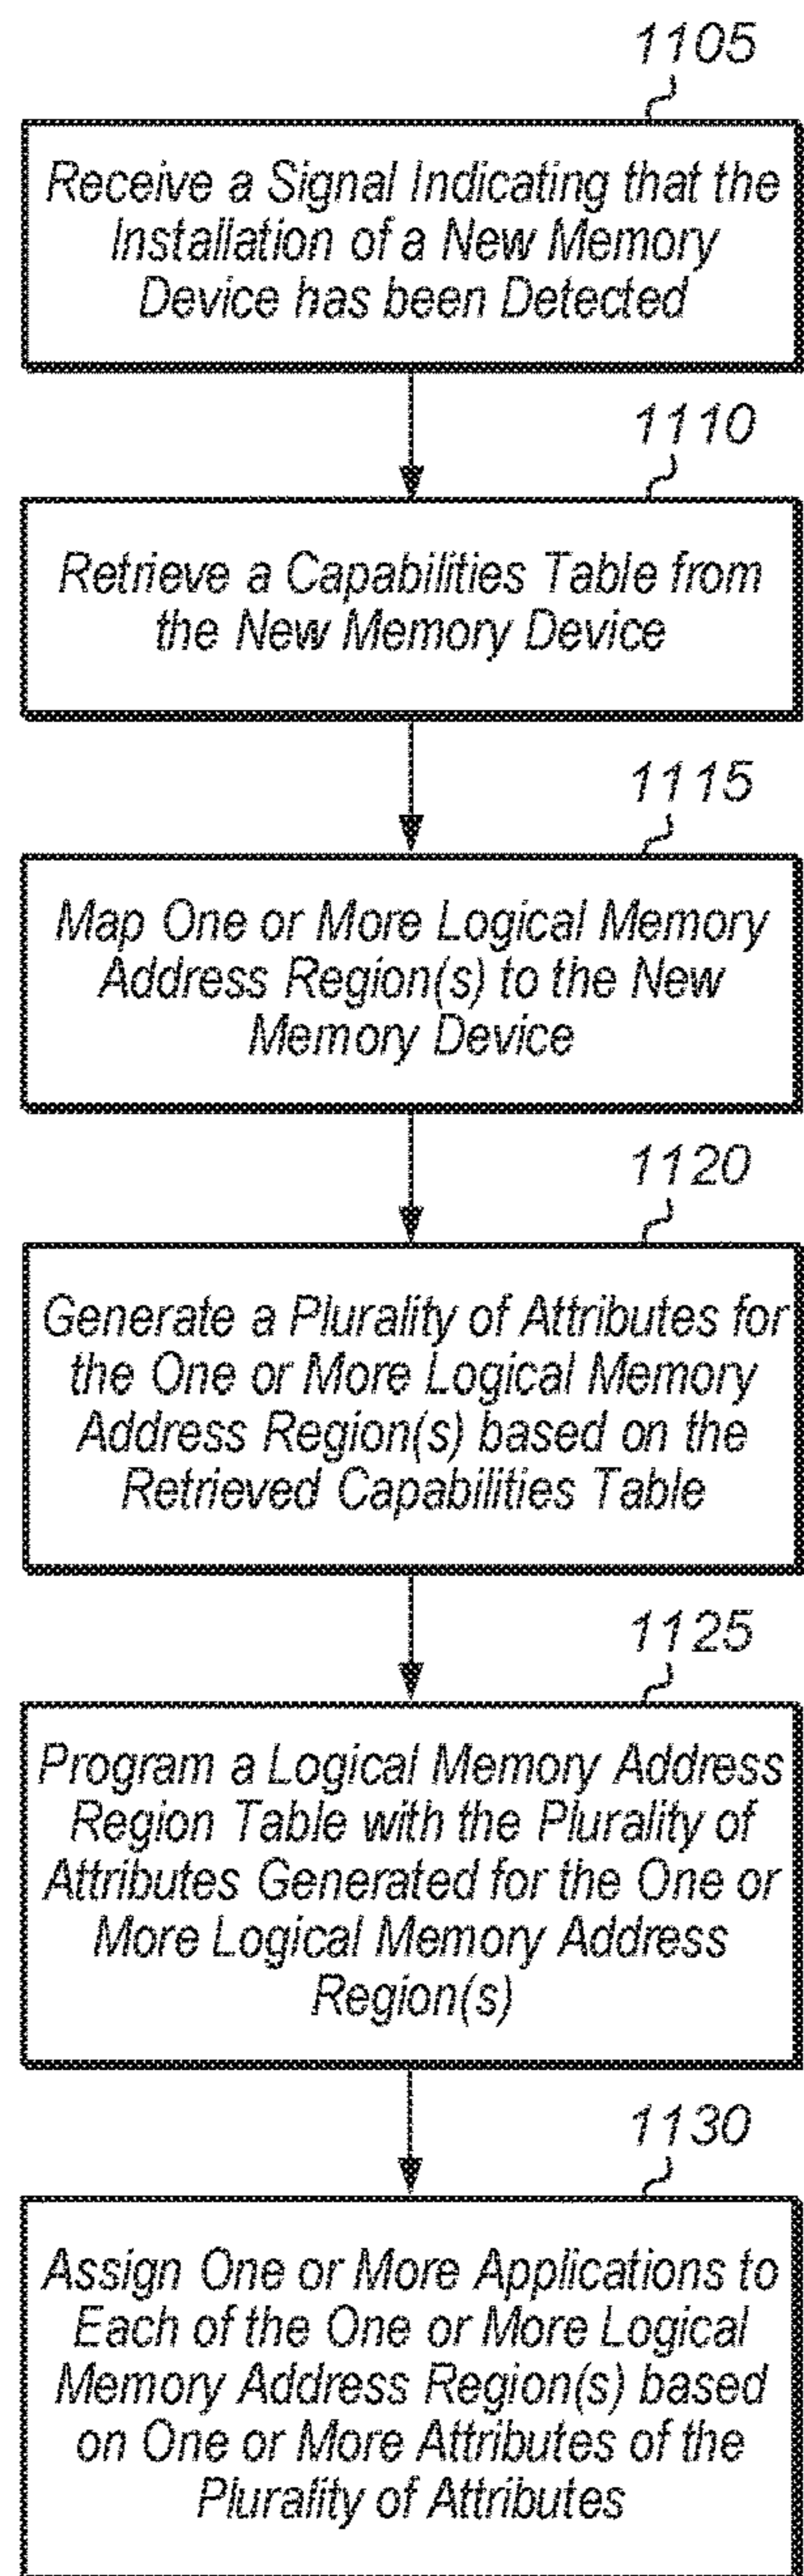 1105
Receive a Signal Indicating that the
Installation of a New Memory
Device has been Detected
1110
Retrieve a Capabilities Table from
the New Memory Device
1115
Map One or More Logical Memory
Address Region(s) to the New
Memory Device
1120
Generate a Plurality of Attributes for
the One or More Logical Memory
Address Region(s) based on the
Retrieved Capabilities Table
1125
Program a Logical Memory Address
Region Table with the Plurality of
Attributes Generated for the One or
More Logical Memory Address
Region(s)
1130
Assign One or More Applications to
Each of the One or More Logical
Memory Address Region(s) based
on One or More Attributes of the
Plurality of Attributes